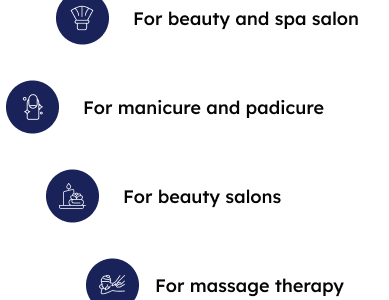 For beauty and spa salon
For manicure and padicure
For beauty salons
For massage therapy